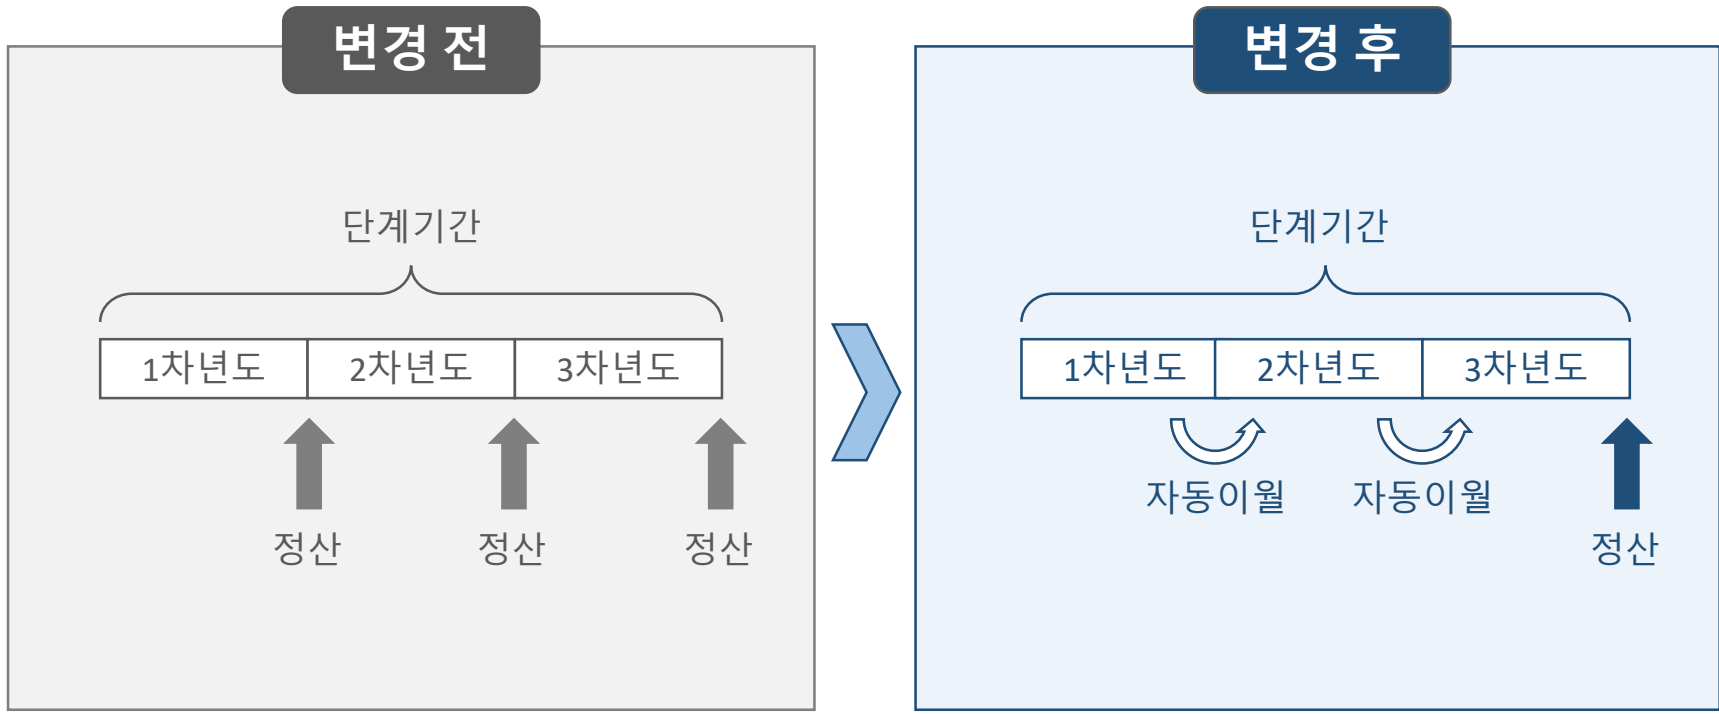 변경 전
단계기간
1차년도 2차년도 3차년도
정산 정산 정산
변경 후
단계기간
1차년도 2차년도 3차년도
자동이월 자동이월
정산